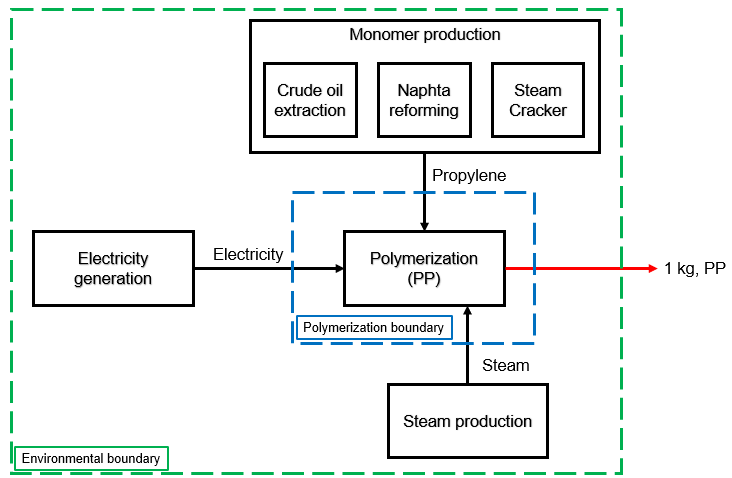 Monomer production
Crude oil
extraction
Naphta
reforming
Steam
Cracker
Propylene
Electricity
generation
Electricity
Polymerization
(PP)
1 kg, PP
Polymerization boundary
Steam
Steam production
Environmental boundary